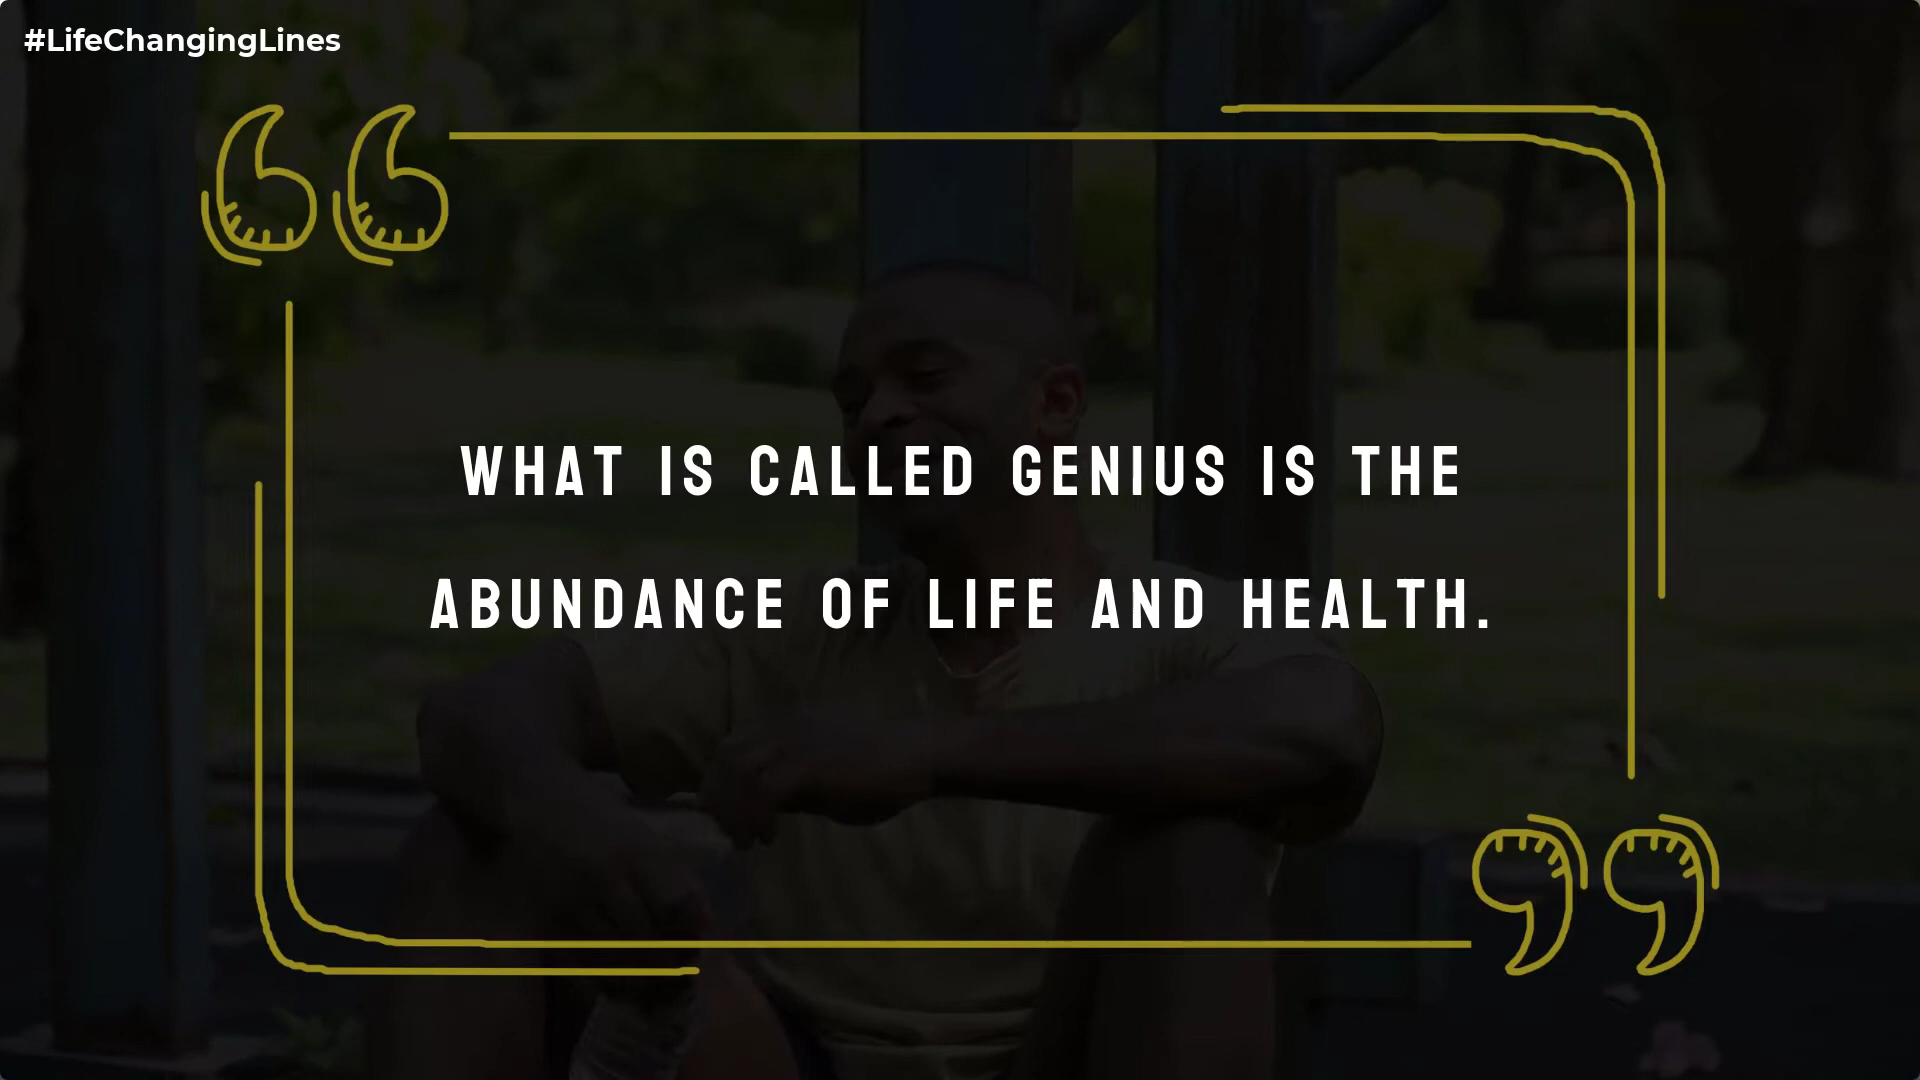 #LifeChangingLines
WHAT IS CALLED GENIUS IS THE
ABUNDANCE OF LIFE AND HEALTH.